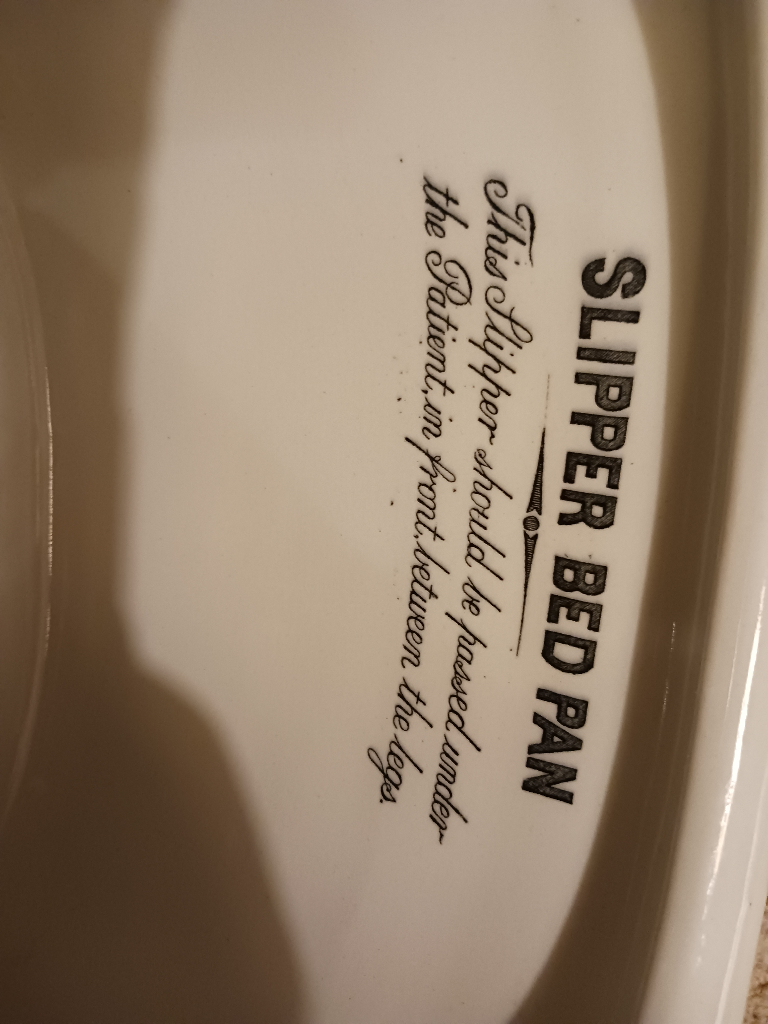 SLIPPER BED PAN
This Slipper should be passed under
the Patient, in front, between the legs.